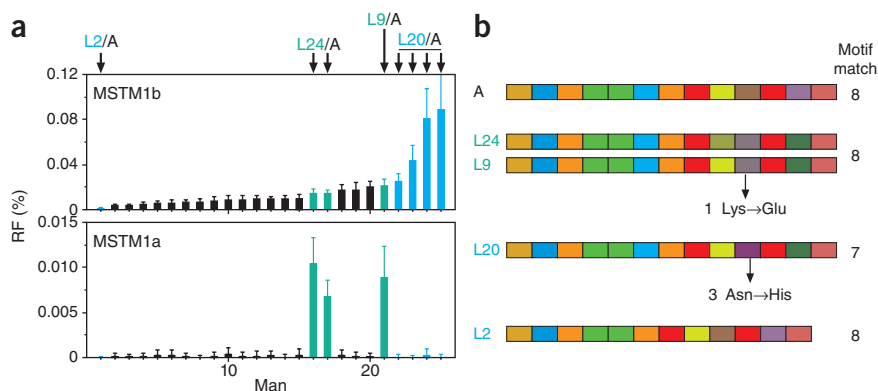 a
L2/A
L24/A
L9/A
L20/A
MSTM1b
0.12
0.08
0.04
0
RF (%)
MSTM1a
0.015
0.010
0.005
0
10
20
Man
b
Motif
match
A
8
L24
L9
8
1 Lys→Glu
L20
7
3 Asn→His
L2
8